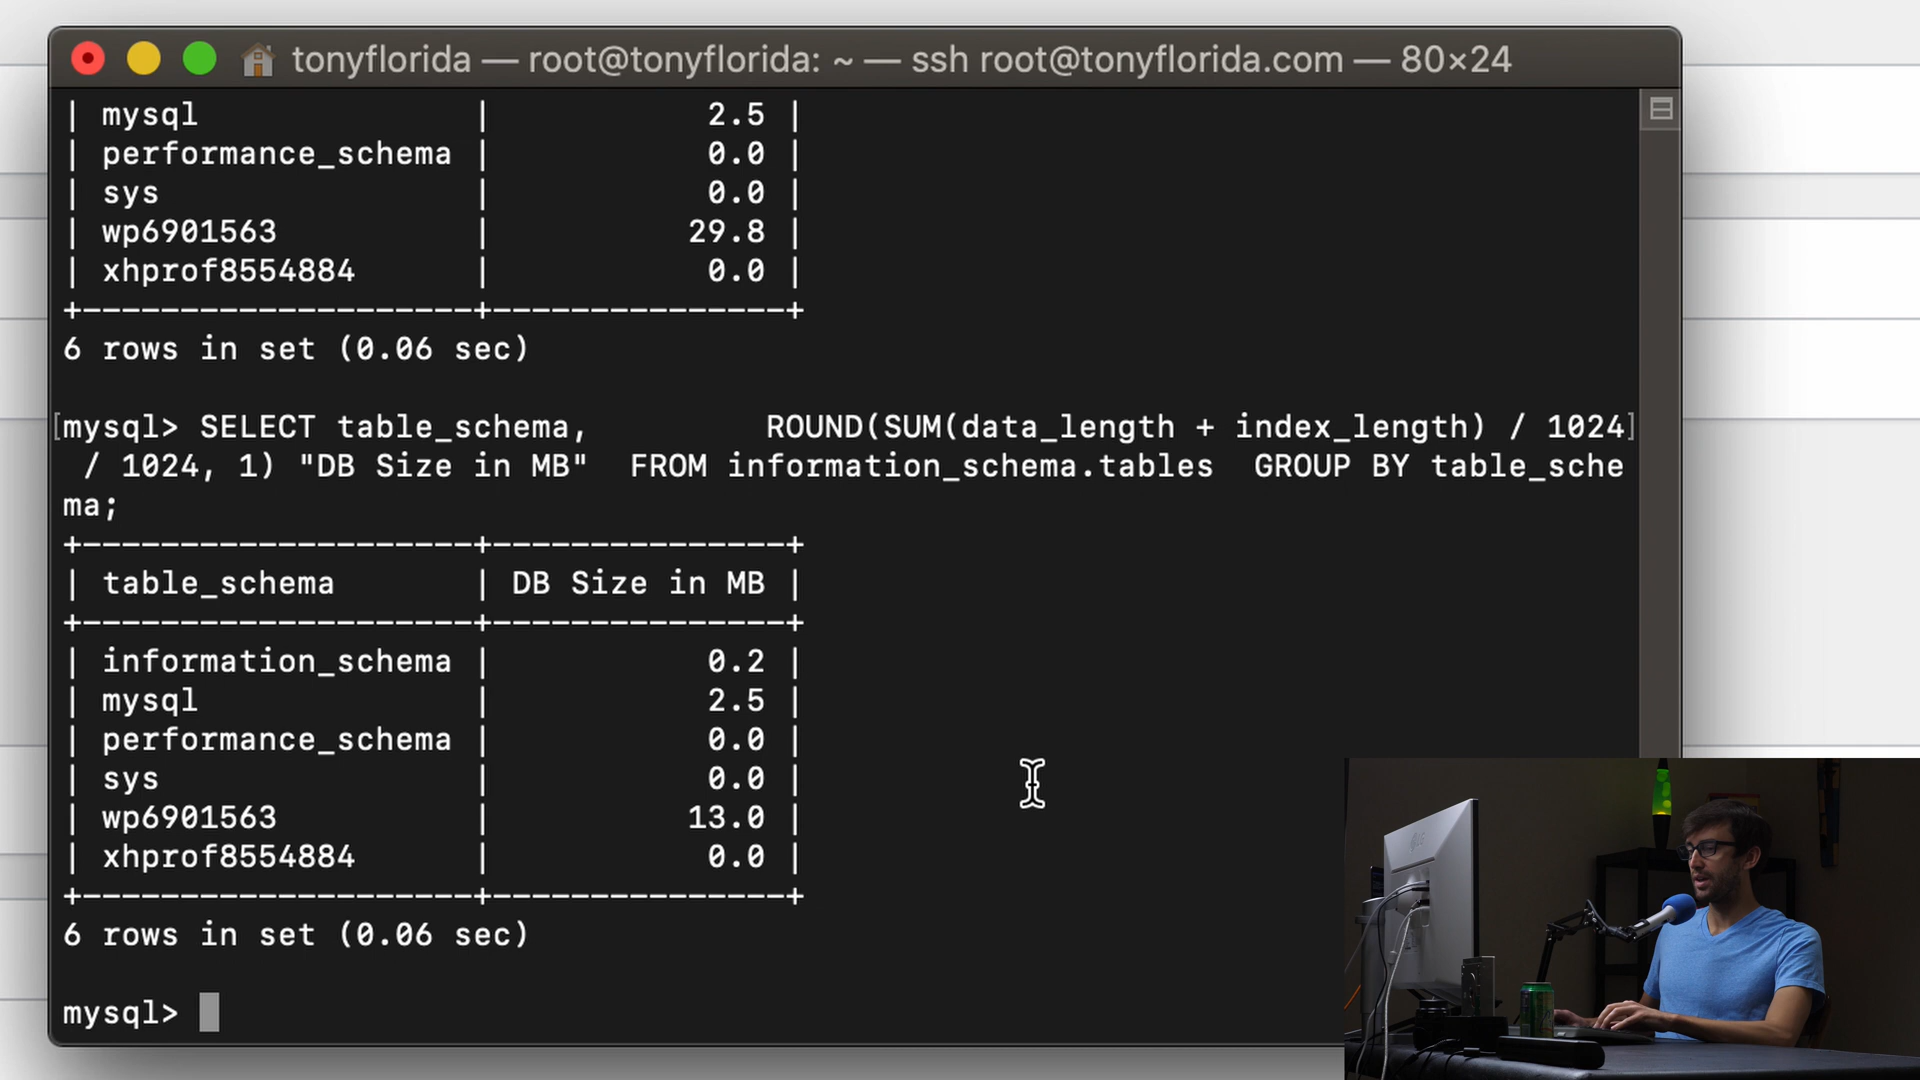 tonyflorida — root@tonyflorida: ~ — ssh root@tonyflorida.com — 80×24
| mysql | 2.5 |
| performance_schema | 0.0 |
| sys | 0.0 |
| wp6901563 | 29.8 |
| xhprof8554884 | 0.0 |
+--------------------+--------------+
6 rows in set (0.06 sec)
[mysql> SELECT table_schema,         ROUND(SUM(data_length + index_length) / 1024]
 / 1024, 1) "DB Size in MB"  FROM information_schema.tables  GROUP BY table_sche
ma;
+--------------------+--------------+
| table_schema | DB Size in MB |
+--------------------+--------------+
| information_schema | 0.2 |
| mysql | 2.5 |
| performance_schema | 0.0 |
| sys | 0.0 |
| wp6901563 | 13.0 |
| xhprof8554884 | 0.0 |
+--------------------+--------------+
6 rows in set (0.06 sec)
mysql>